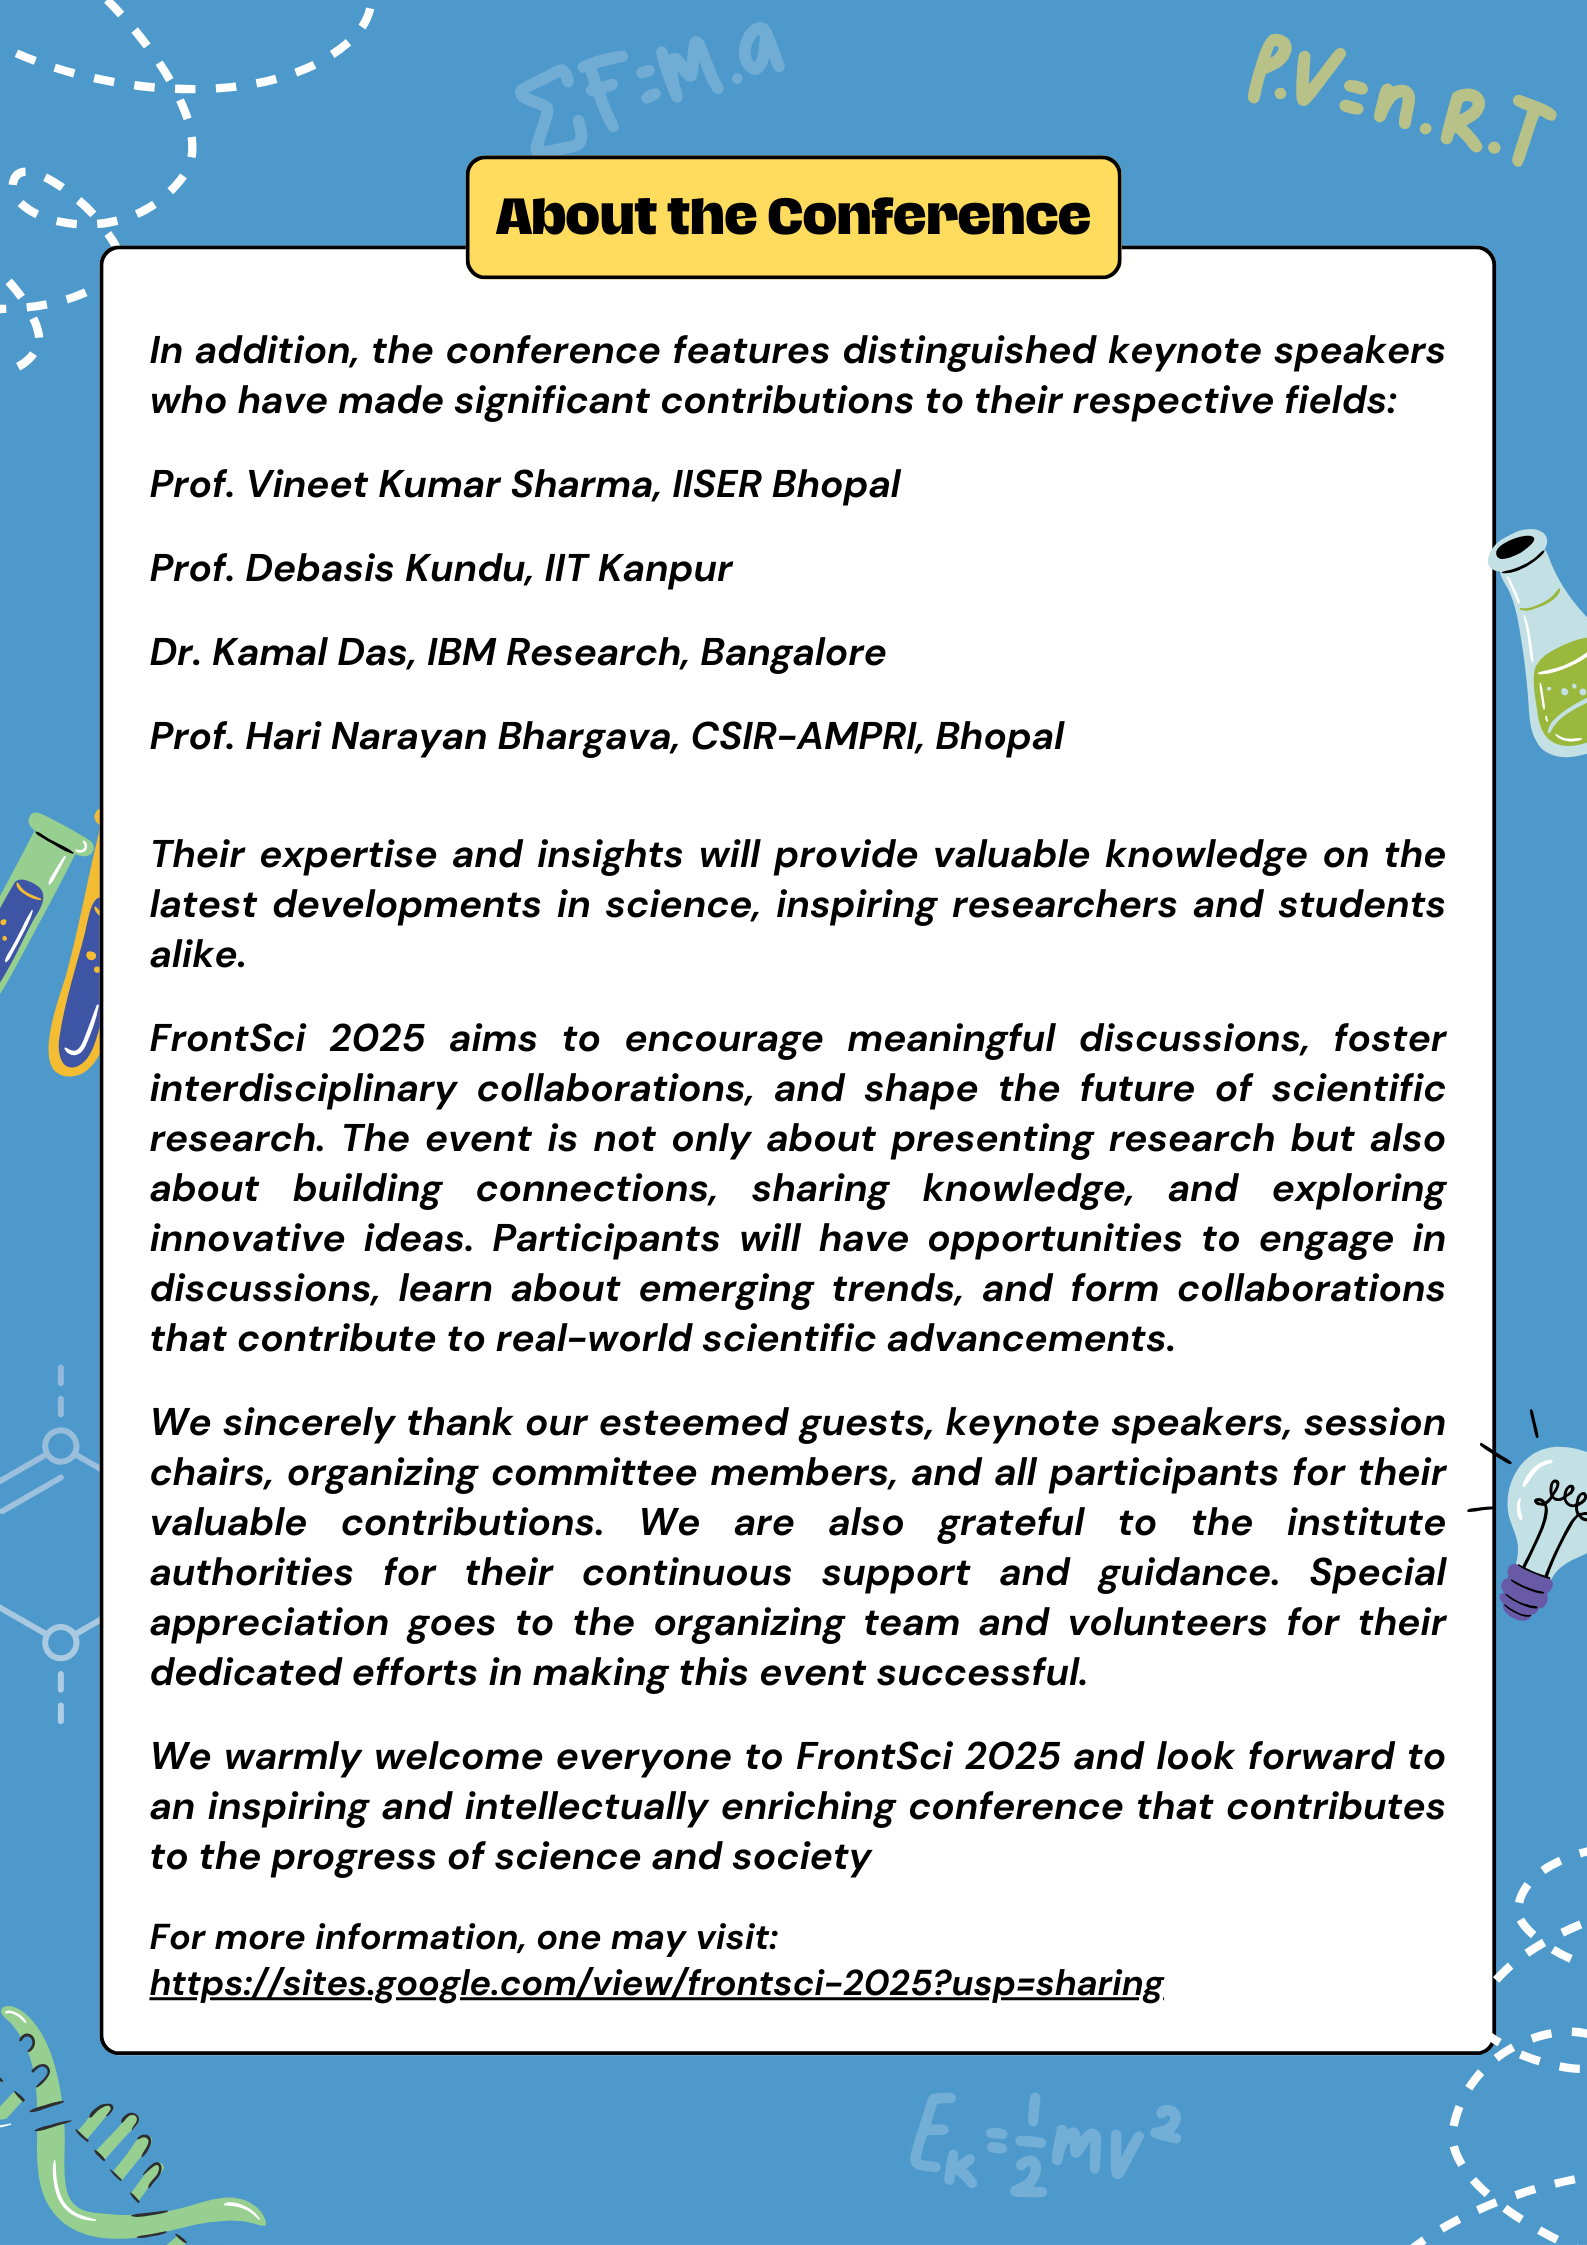 ΣF=M.a
P.V=n.R.T
About the Conference
In addition, the conference features distinguished keynote speakers
who have made significant contributions to their respective fields:
Prof. Vineet Kumar Sharma, IISER Bhopal
Prof. Debasis Kundu, IIT Kanpur
Dr. Kamal Das, IBM Research, Bangalore
Prof. Hari Narayan Bhargava, CSIR-AMPRI, Bhopal
Their expertise and insights will provide valuable knowledge on the
latest developments in science, inspiring researchers and students
alike.
FrontSci 2025 aims to encourage meaningful discussions, foster
interdisciplinary collaborations, and shape the future of scientific
research. The event is not only about presenting research but also
about building connections, sharing knowledge, and exploring
innovative ideas. Participants will have opportunities to engage in
discussions, learn about emerging trends, and form collaborations
that contribute to real-world scientific advancements.
We sincerely thank our esteemed guests, keynote speakers, session
chairs, organizing committee members, and all participants for their
valuable contributions. We are also grateful to the institute
authorities for their continuous support and guidance. Special
appreciation goes to the organizing team and volunteers for their
dedicated efforts in making this event successful.
We warmly welcome everyone to FrontSci 2025 and look forward to
an inspiring and intellectually enriching conference that contributes
to the progress of science and society
For more information, one may visit:
https://sites.google.com/view/frontsci-2025?usp=sharing
Eₖ=½mv²